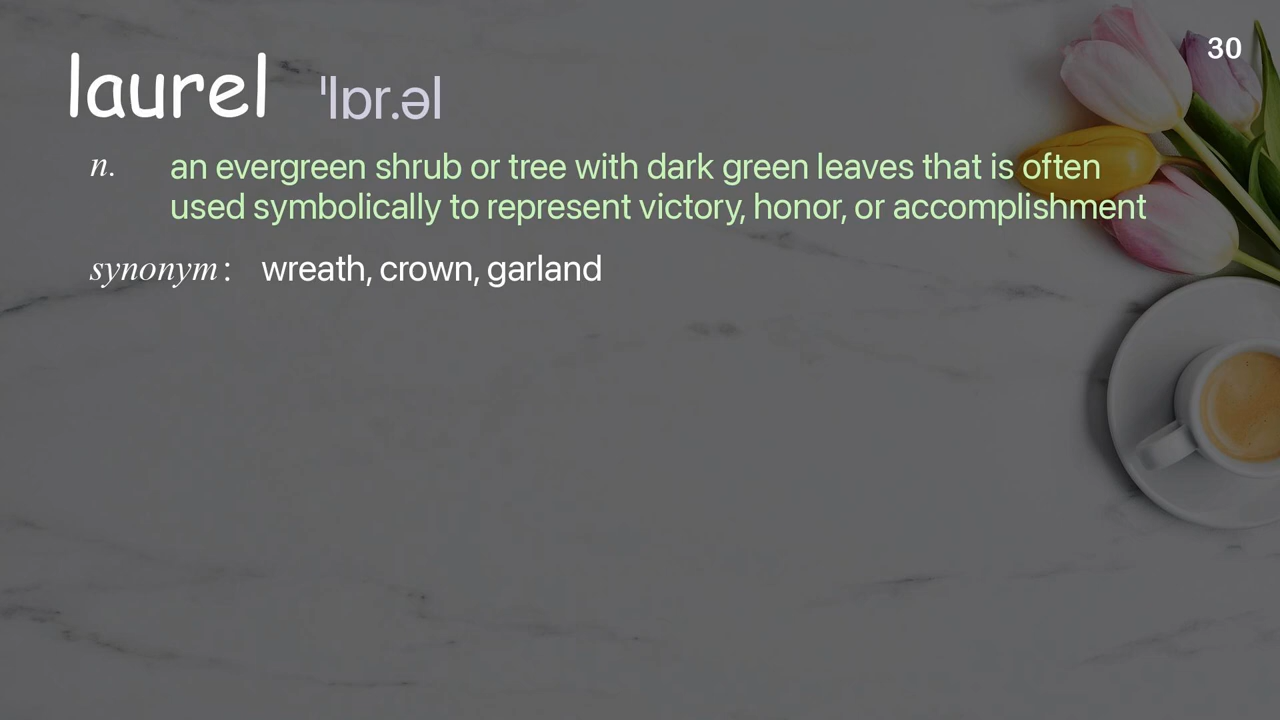 30
laurel ˈlɒr.əl
n. an evergreen shrub or tree with dark green leaves that is often
used symbolically to represent victory, honor, or accomplishment
synonym: wreath, crown, garland